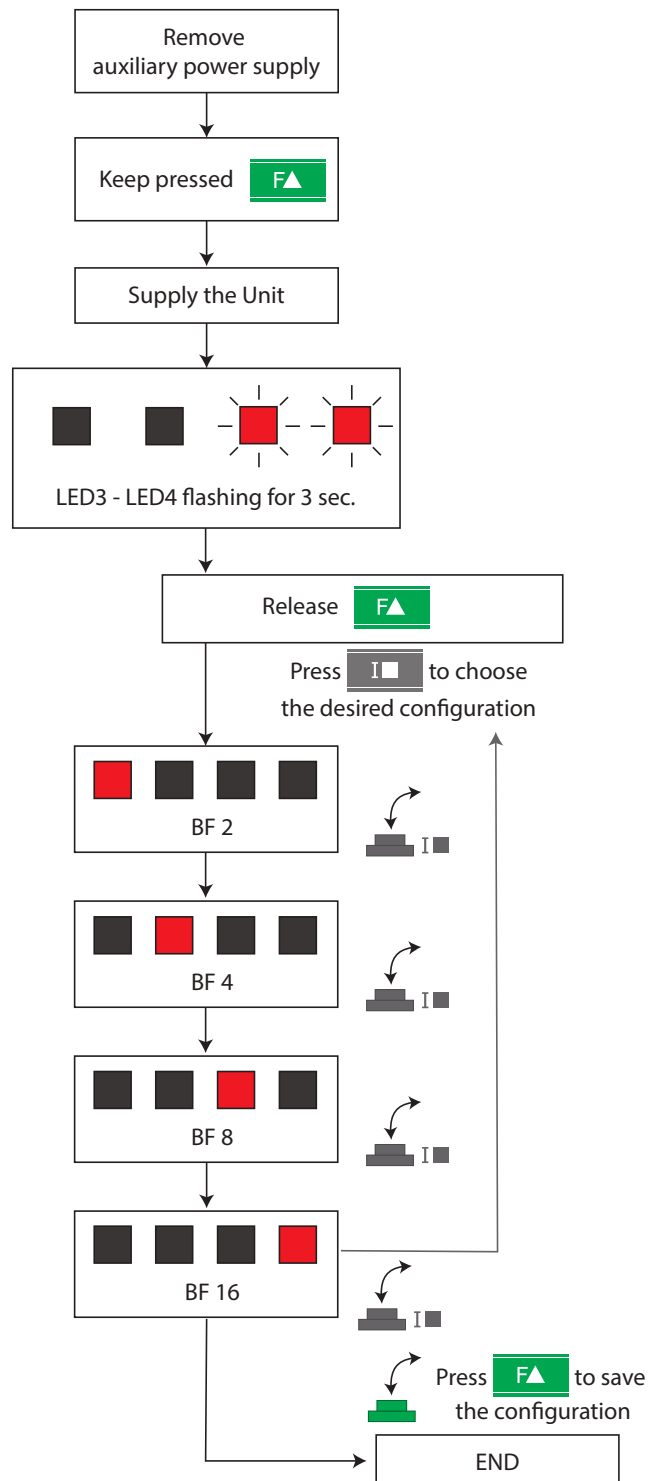 Remove
auxiliary power supply
Keep pressed F▲
Supply the Unit
LED3 - LED4 flashing for 3 sec.
Release F▲
Press I■ to choose
the desired configuration
BF 2
I■
BF 4
I■
BF 8
I■
BF 16
I■
Press F▲ to save
the configuration
END